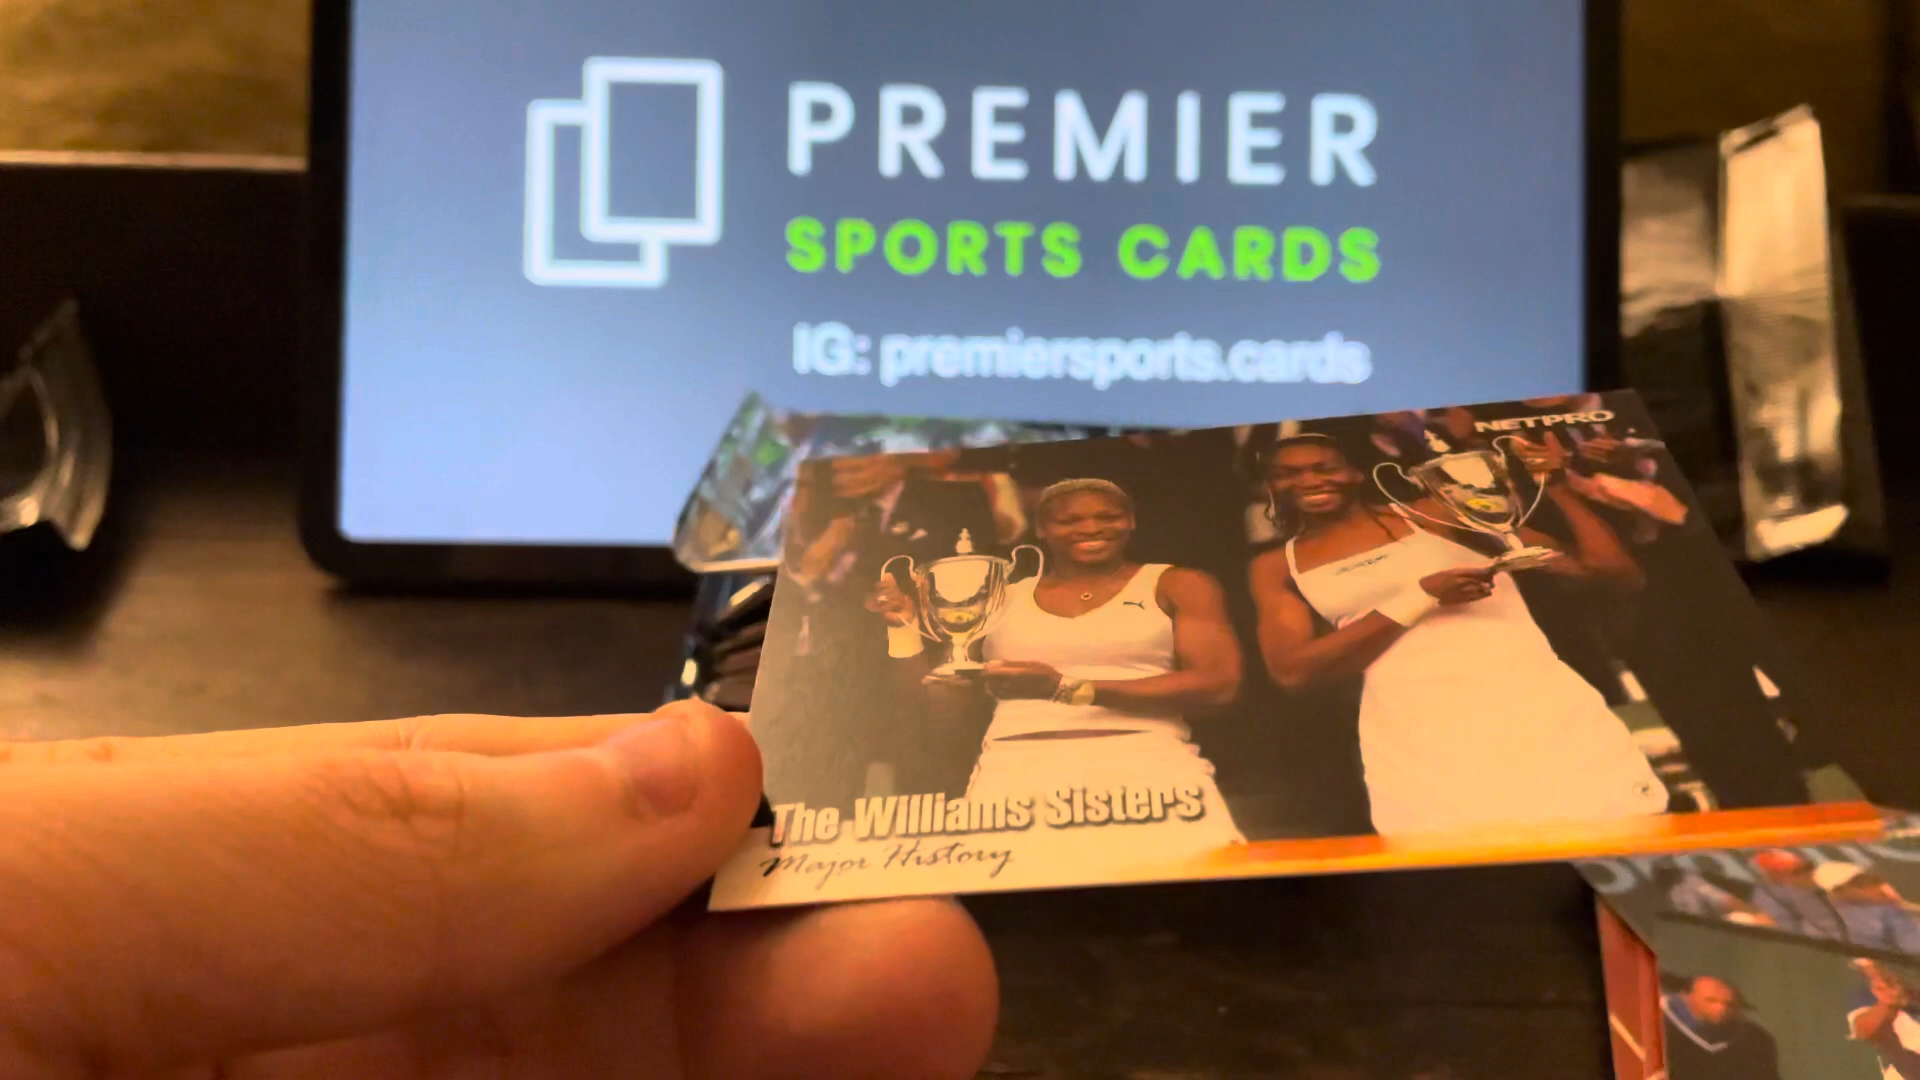 PREMIER
SPORTS CARDS
IG: premiersports.cards
NETPRO
The Williams Sisters
Major History